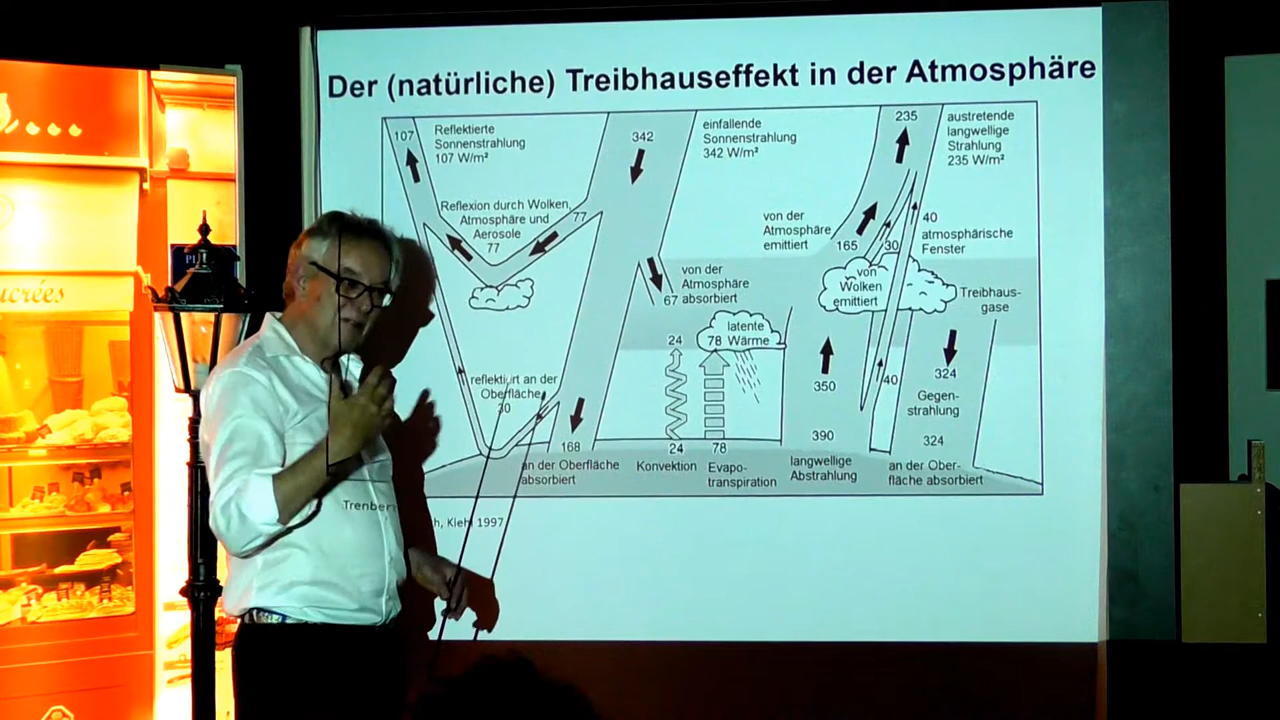 Der (natürliche) Treibhauseffekt in der Atmosphäre
107
Reflektierte
Sonnenstrahlung
107 W/m²
342
einfallende
Sonnenstrahlung
342 W/m²
235
austretende
langwellige
Strahlung
235 W/m²
Reflexion durch Wolken,
Atmosphäre und
Aerosole
77
77
von der
Atmosphäre
emittiert
165
30
40
atmosphärische
Fenster
von der
Atmosphäre
67 absorbiert
von
Wolken
emittiert
Treibhaus-
gase
24
latente
78 Wärme
350
40
324
Gegen-
strahlung
reflektiert an der
Oberfläche
30
168
an der Oberfläche
absorbiert
24
Konvektion
78
Evapo-
transpiration
390
langwellige
Abstrahlung
324
an der Ober-
fläche absorbiert
1997
ucrées